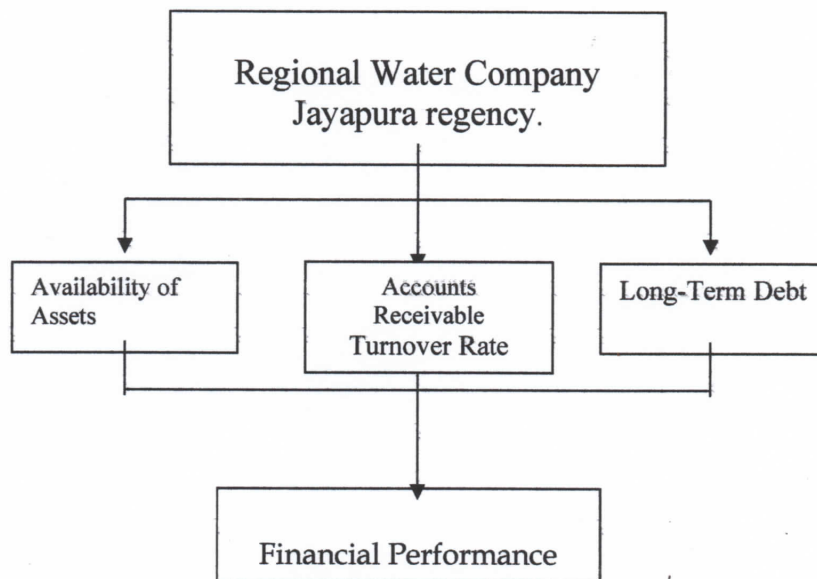 Regional Water Company
Jayapura regency.
Availability of
Assets
Accounts
Receivable
Turnover Rate
Long-Term Debt
Financial Performance